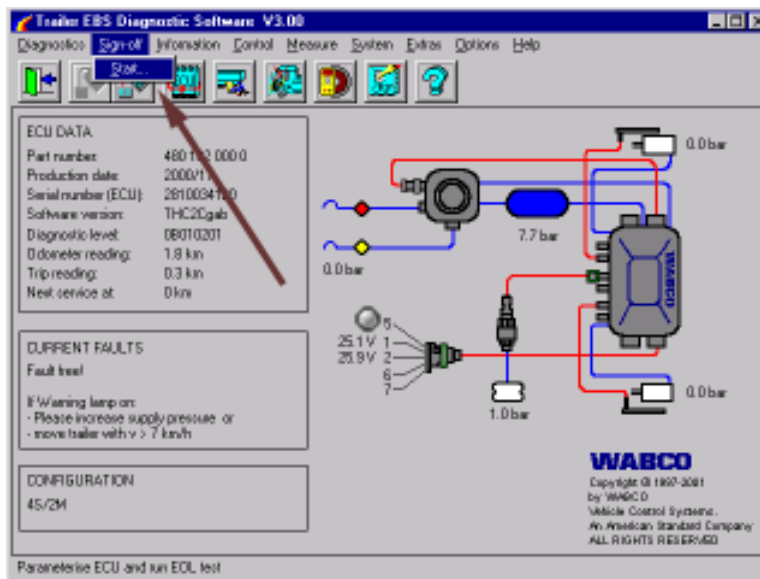 Trailer EBS Diagnostic Software V3.00
Diagnostics Sign-off Information Control Measure System Extras Options Help
Start...
ECU DATA
Part number: 480 102 000 0
Production date: 2000/
Serial number (ECU):
Software version: THC2Cgab
Diagnostic level: 0B010201
Odometer reading: 1.8 km
Trip reading: 0.3 km
Next service at: 0 km
CURRENT FAULTS
Fault free!
If Warning lamp on:
- Please increase supply pressure or
- move trailer with v > 7 km/h
CONFIGURATION
4S/2M
0.0 bar
7.7 bar
0.0 bar
WABCO
5
25.1 V 1
25.9 V 2
6
7
1.0 bar
0.0 bar
WABCO
Copyright © 1997-2001
by WABCO
Vehicle Control Systems.
An American Standard Company
ALL RIGHTS RESERVED
Parameterise ECU and run EOL test